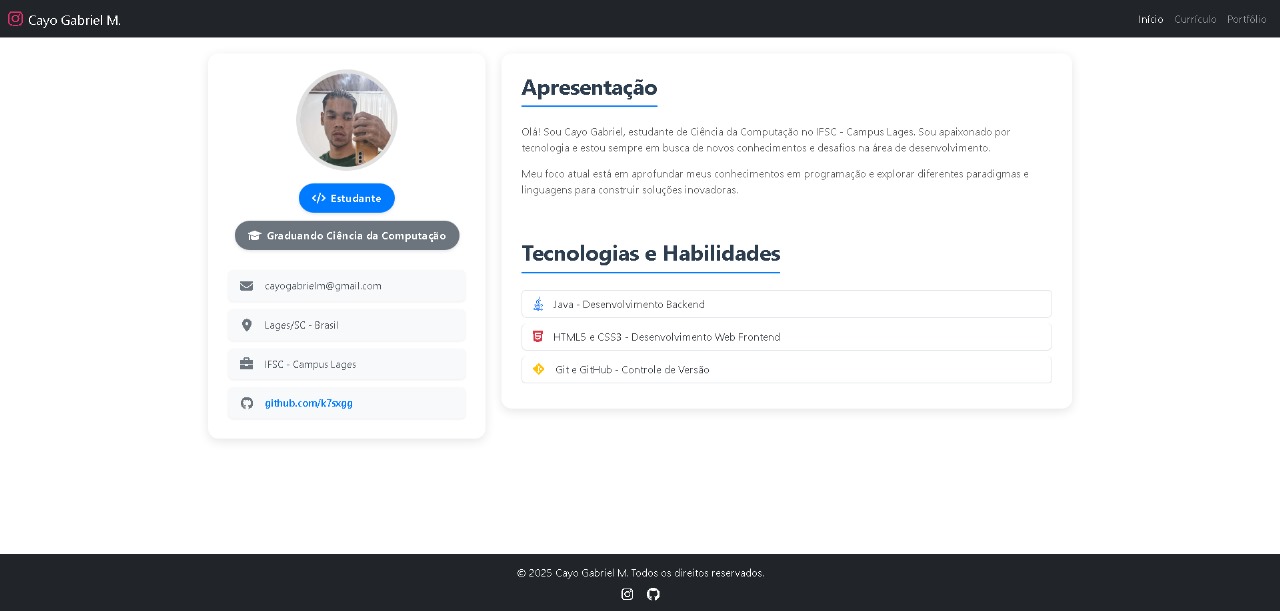 Cayo Gabriel M.
Início Currículo Portfólio
Estudante
Graduando Ciência da Computação
cayogabrielm@gmail.com
Lages/SC - Brasil
IFSC - Campus Lages
github.com/k7sxgg
Apresentação
Olá! Sou Cayo Gabriel, estudante de Ciência da Computação no IFSC - Campus Lages. Sou apaixonado por
tecnologia e estou sempre em busca de novos conhecimentos e desafios na área de desenvolvimento.
Meu foco atual está em aprofundar meus conhecimentos em programação e explorar diferentes paradigmas e
linguagens para construir soluções inovadoras.
Tecnologias e Habilidades
Java - Desenvolvimento Backend
HTML5 e CSS3 - Desenvolvimento Web Frontend
Git e GitHub - Controle de Versão
© 2025 Cayo Gabriel M. Todos os direitos reservados.